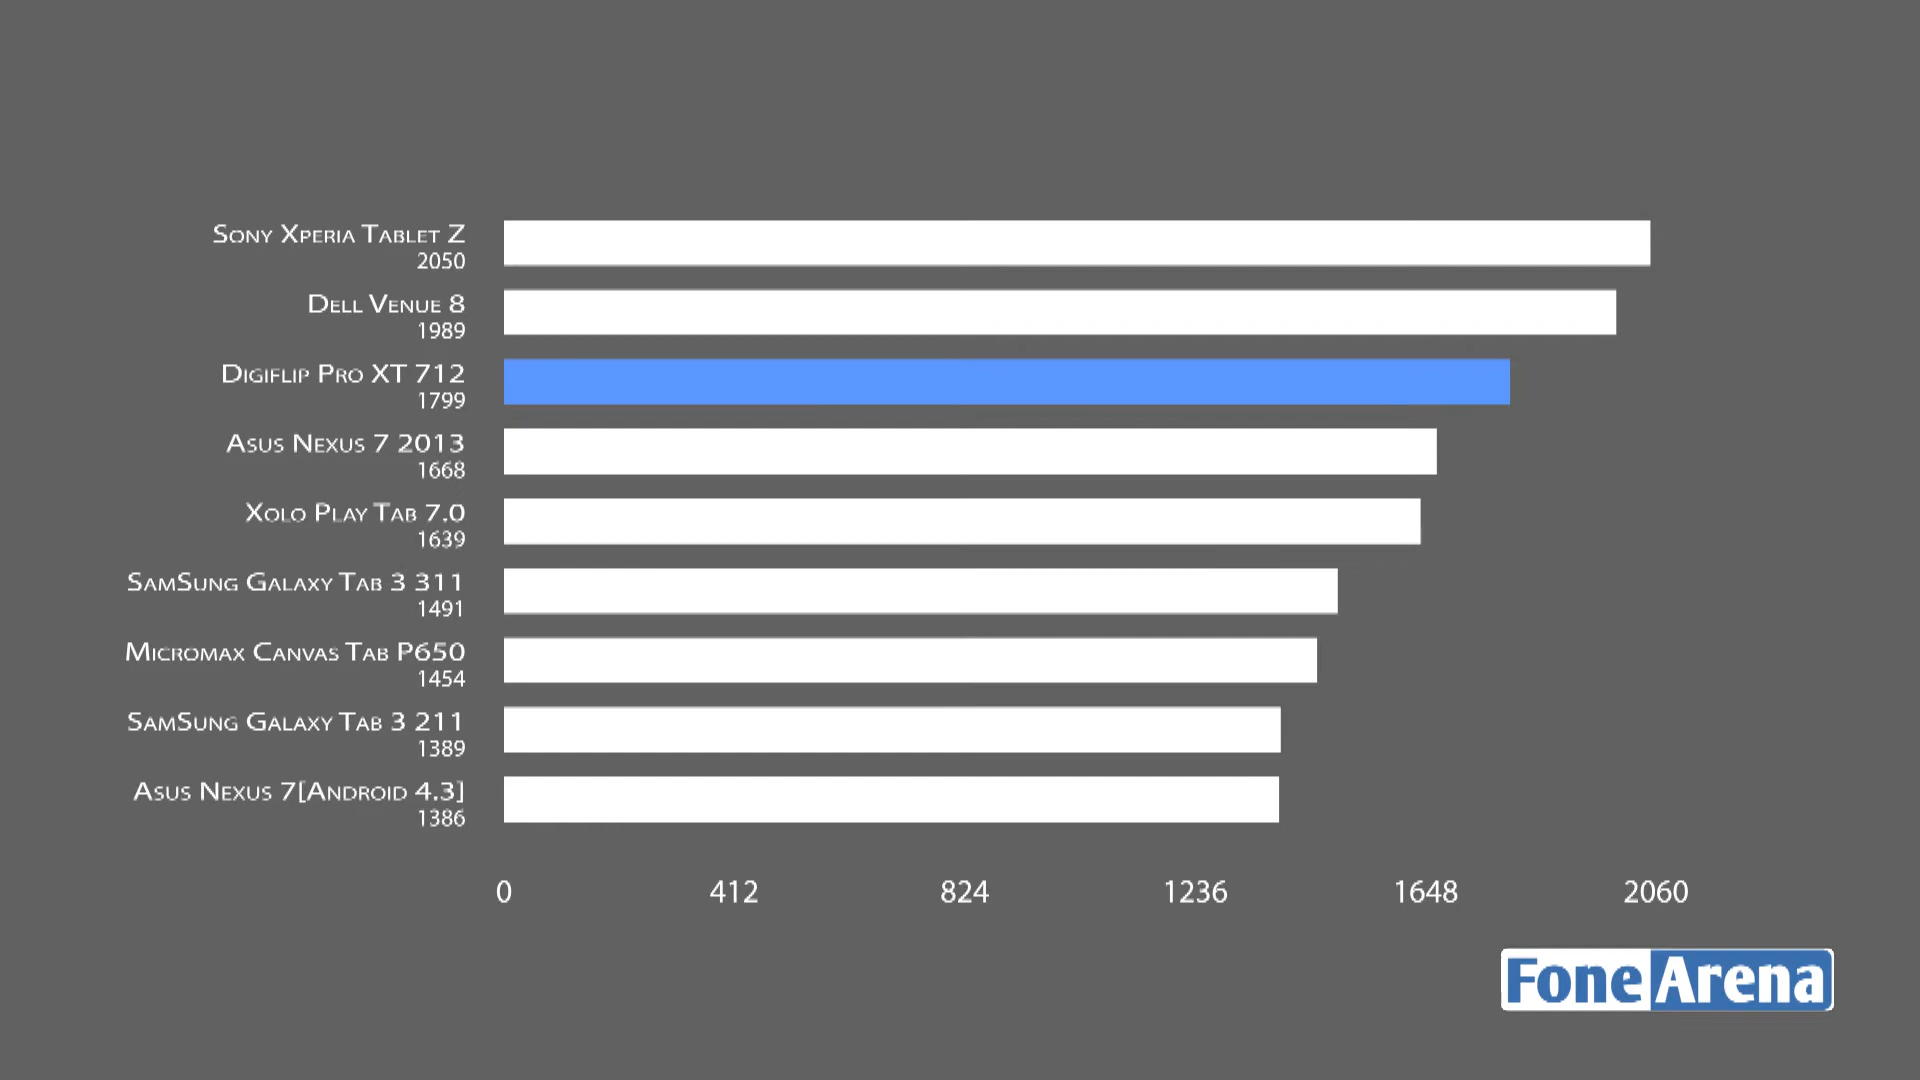 Sony Xperia Tablet Z
2050
Dell Venue 8
1989
Digiflip Pro XT 712
1799
Asus Nexus 7 2013
1668
Xolo Play Tab 7.0
1639
SamSung Galaxy Tab 3 311
1491
Micromax Canvas Tab P650
1454
SamSung Galaxy Tab 3 211
1389
Asus Nexus 7[Android 4.3]
1386
0 412 824 1236 1648 2060
FoneArena